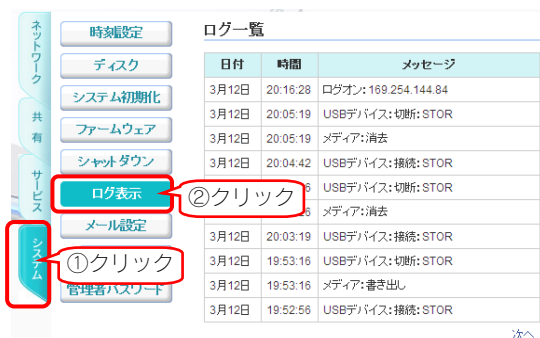 ネットワーク
共有
サービス
システム
時刻設定
ディスク
システム初期化
ファームウェア
シャットダウン
ログ表示
メール設定
管理者パスワード
①クリック
②クリック
ログ一覧
日付 時間 メッセージ
3月12日 20:16:28 ログオン:169.254.144.84
3月12日 20:05:19 USBデバイス:切断:STOR
3月12日 20:05:19 メディア:消去
3月12日 20:04:42 USBデバイス:接続:STOR
6 USBデバイス:切断:STOR
6 メディア:消去
3月12日 20:03:19 USBデバイス:接続:STOR
3月12日 19:53:16 USBデバイス:切断:STOR
3月12日 19:53:16 メディア:書き出し
3月12日 19:52:56 USBデバイス:接続:STOR
次へ